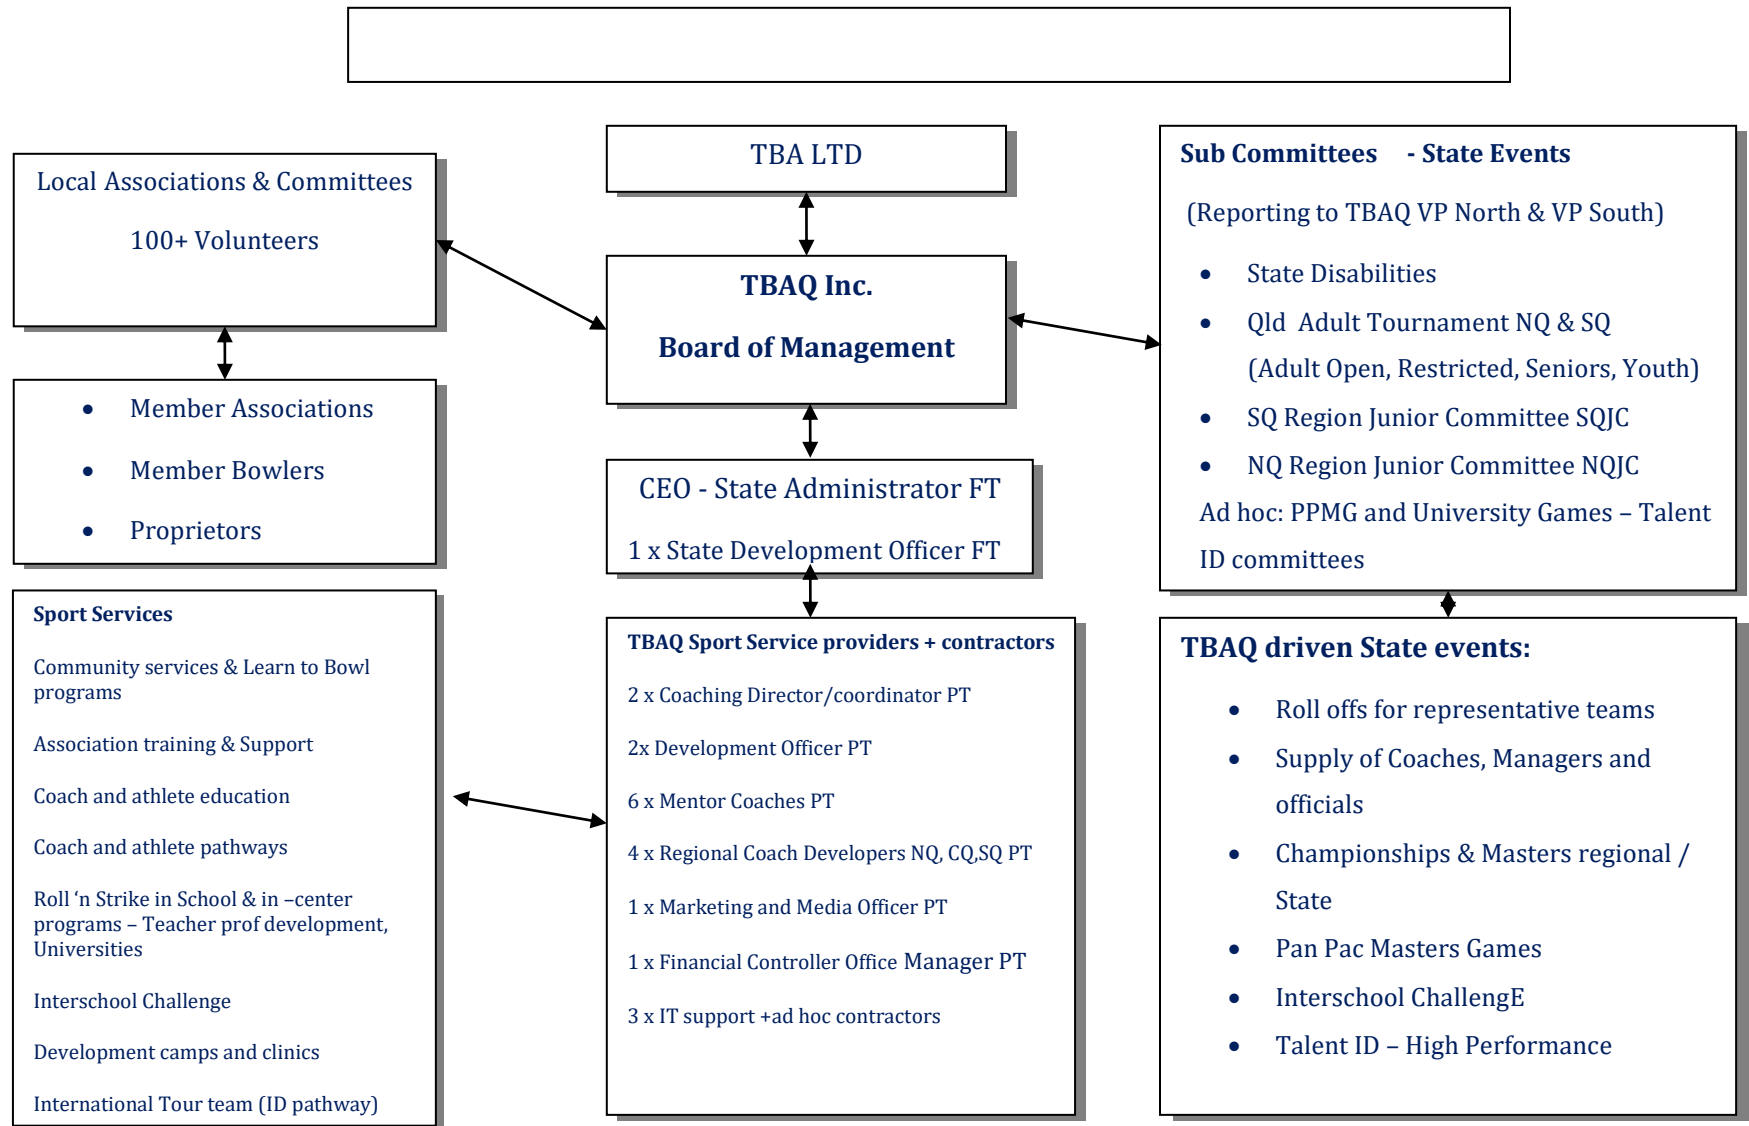 TBA LTD
Local Associations & Committees
100+ Volunteers
TBAQ Inc.
Board of Management
Sub Committees - State Events
(Reporting to TBAQ VP North & VP South)
• State Disabilities
• Qld Adult Tournament NQ & SQ
(Adult Open, Restricted, Seniors, Youth)
• SQ Region Junior Committee SQJC
• NQ Region Junior Committee NQJC
Ad hoc: PPMG and University Games – Talent
ID committees
• Member Associations
• Member Bowlers
• Proprietors
CEO - State Administrator FT
1 x State Development Officer FT
Sport Services
Community services & Learn to Bowl
programs
Association training & Support
Coach and athlete education
Coach and athlete pathways
Roll ‘n Strike in School & in –center
programs – Teacher prof development,
Universities
Interschool Challenge
Development camps and clinics
International Tour team (ID pathway)
TBAQ Sport Service providers + contractors
2 x Coaching Director/coordinator PT
2x Development Officer PT
6 x Mentor Coaches PT
4 x Regional Coach Developers NQ, CQ,SQ PT
1 x Marketing and Media Officer PT
1 x Financial Controller Office Manager PT
3 x IT support +ad hoc contractors
TBAQ driven State events:
• Roll offs for representative teams
• Supply of Coaches, Managers and
officials
• Championships & Masters regional /
State
• Pan Pac Masters Games
• Interschool ChallengE
• Talent ID – High Performance